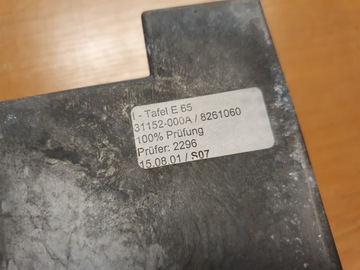 I - Tafel E 65
31152-000A / 8261060
100% Prüfung
Prüfer: 2296
15.08.01 / S07